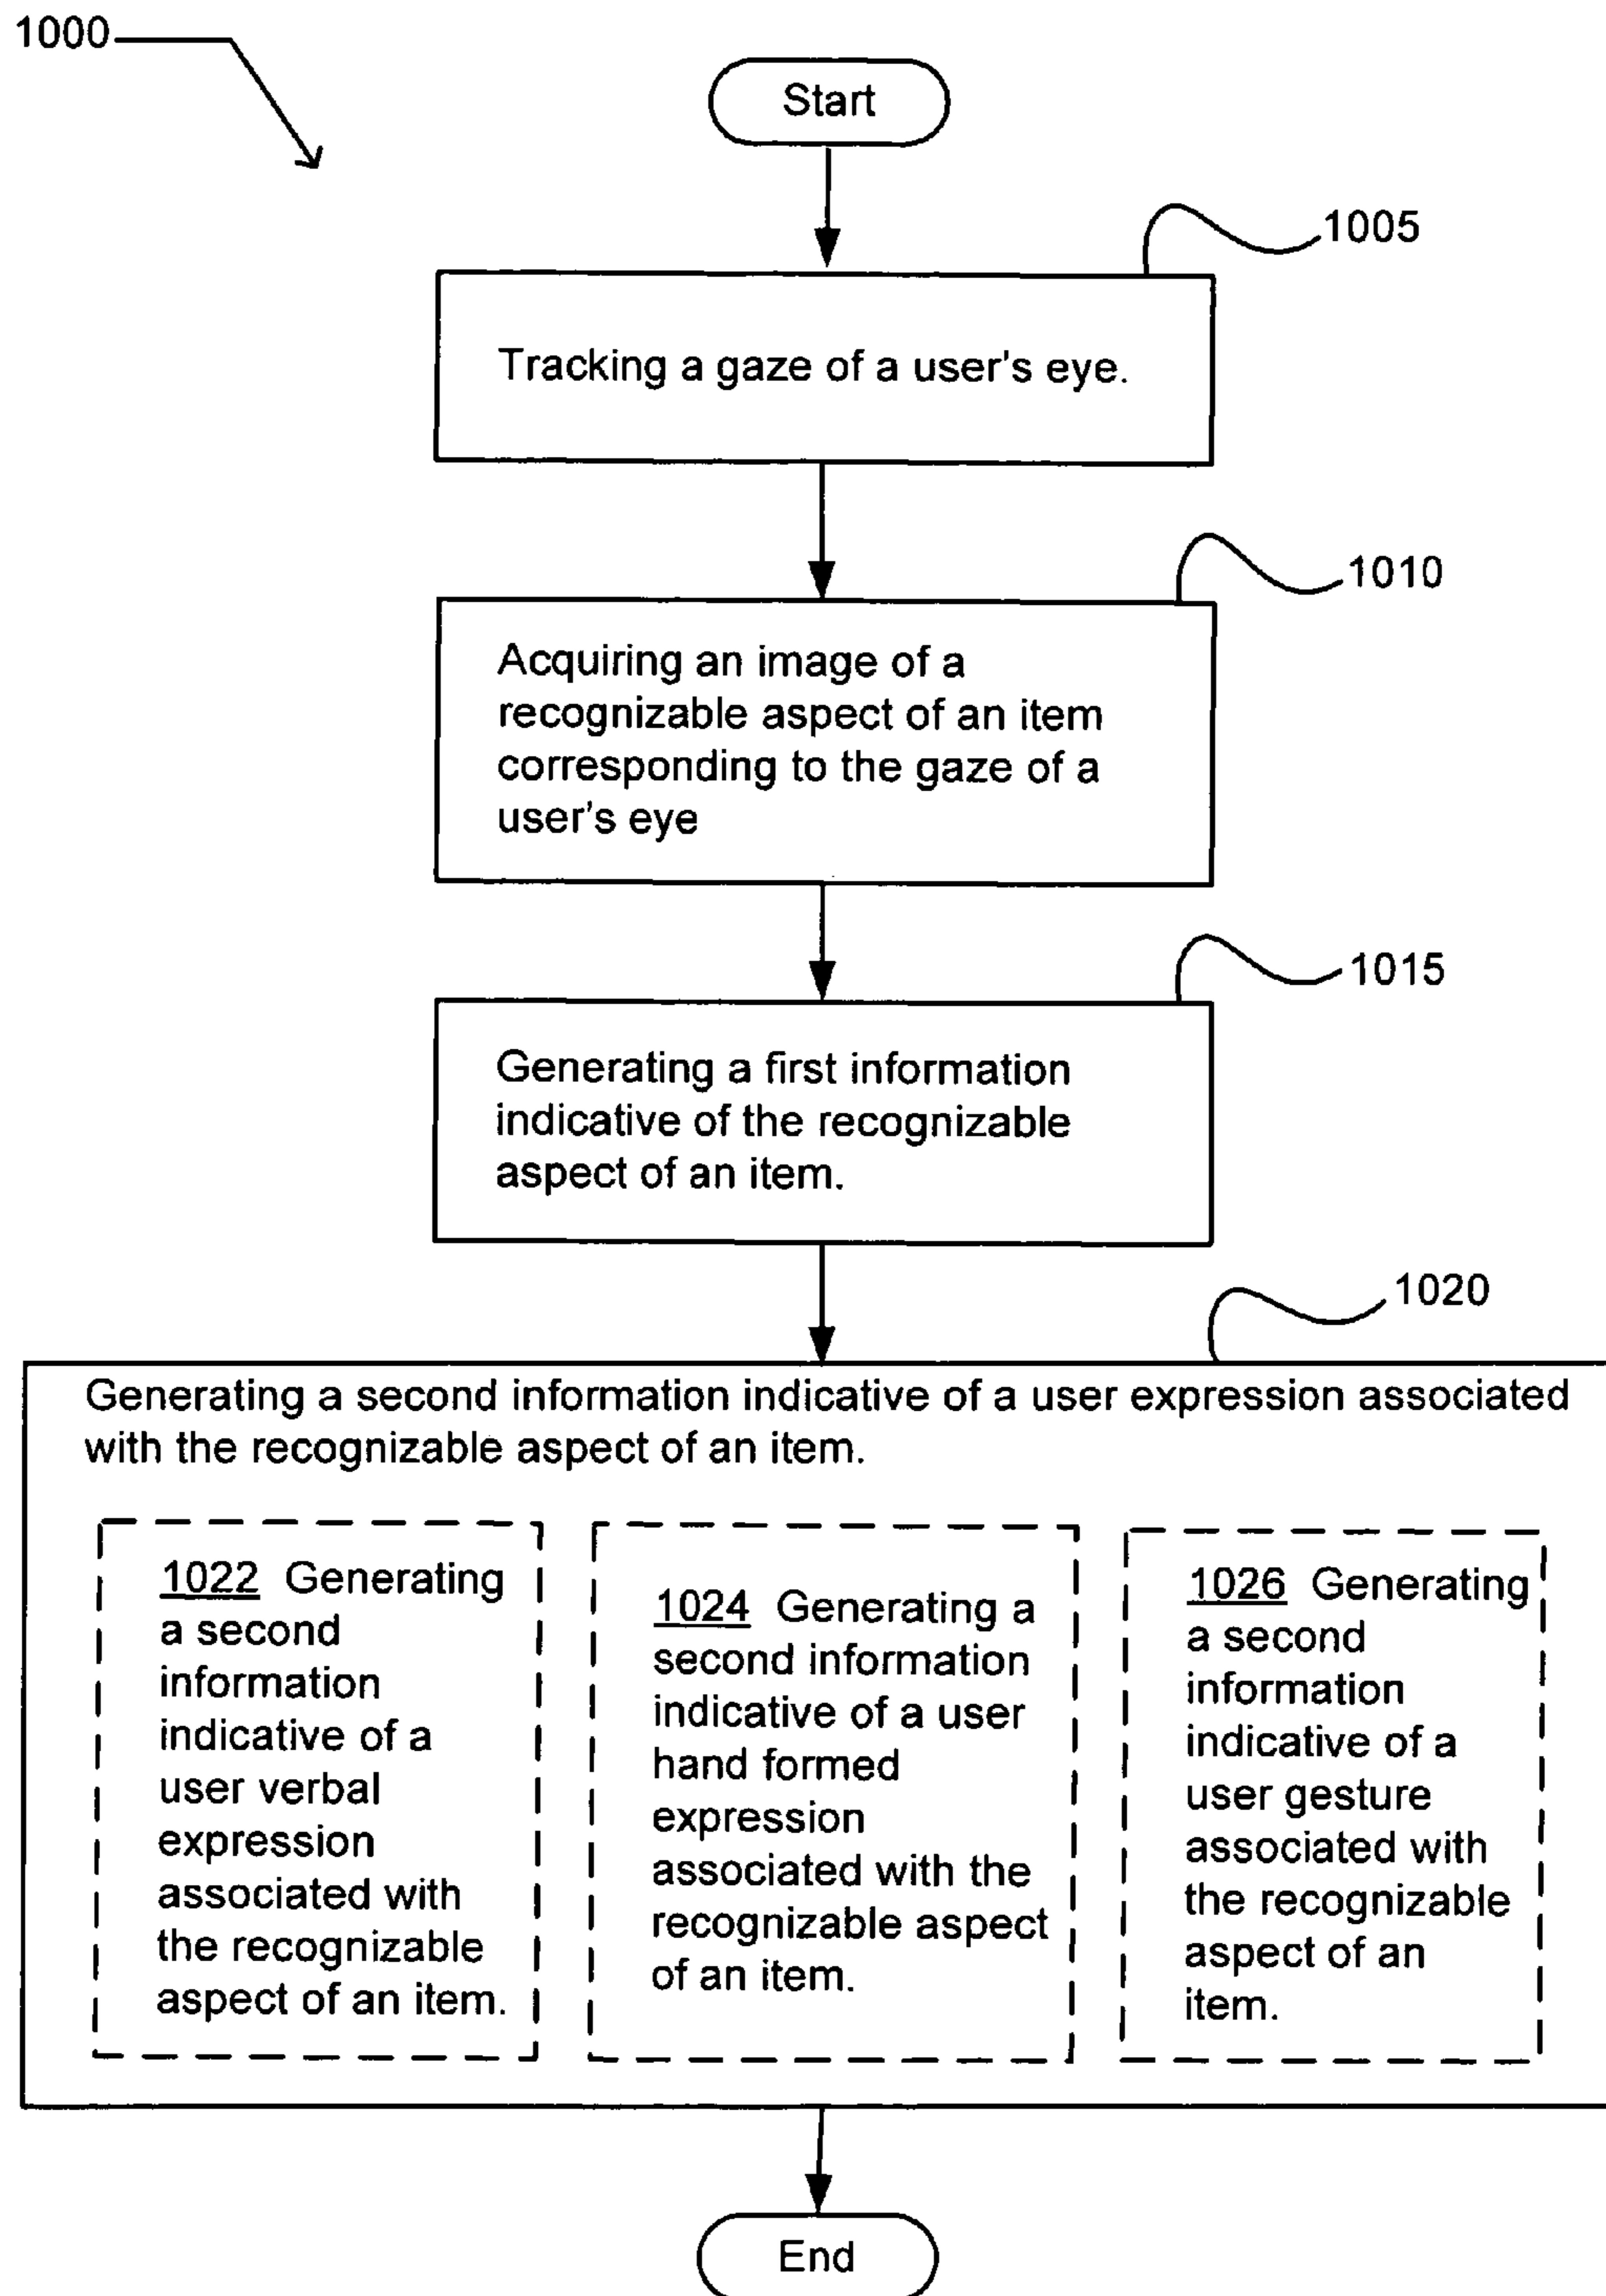 1000
Start
1005
Tracking a gaze of a user's eye.
1010
Acquiring an image of a
recognizable aspect of an item
corresponding to the gaze of a
user's eye
1015
Generating a first information
indicative of the recognizable
aspect of an item.
1020
Generating a second information indicative of a user expression associated
with the recognizable aspect of an item.
1022 Generating
a second
information
indicative of a
user verbal
expression
associated with
the recognizable
aspect of an item.
1024 Generating a
second information
indicative of a user
hand formed
expression
associated with the
recognizable aspect
of an item.
1026 Generating
a second
information
indicative of a
user gesture
associated with
the recognizable
aspect of an
item.
End